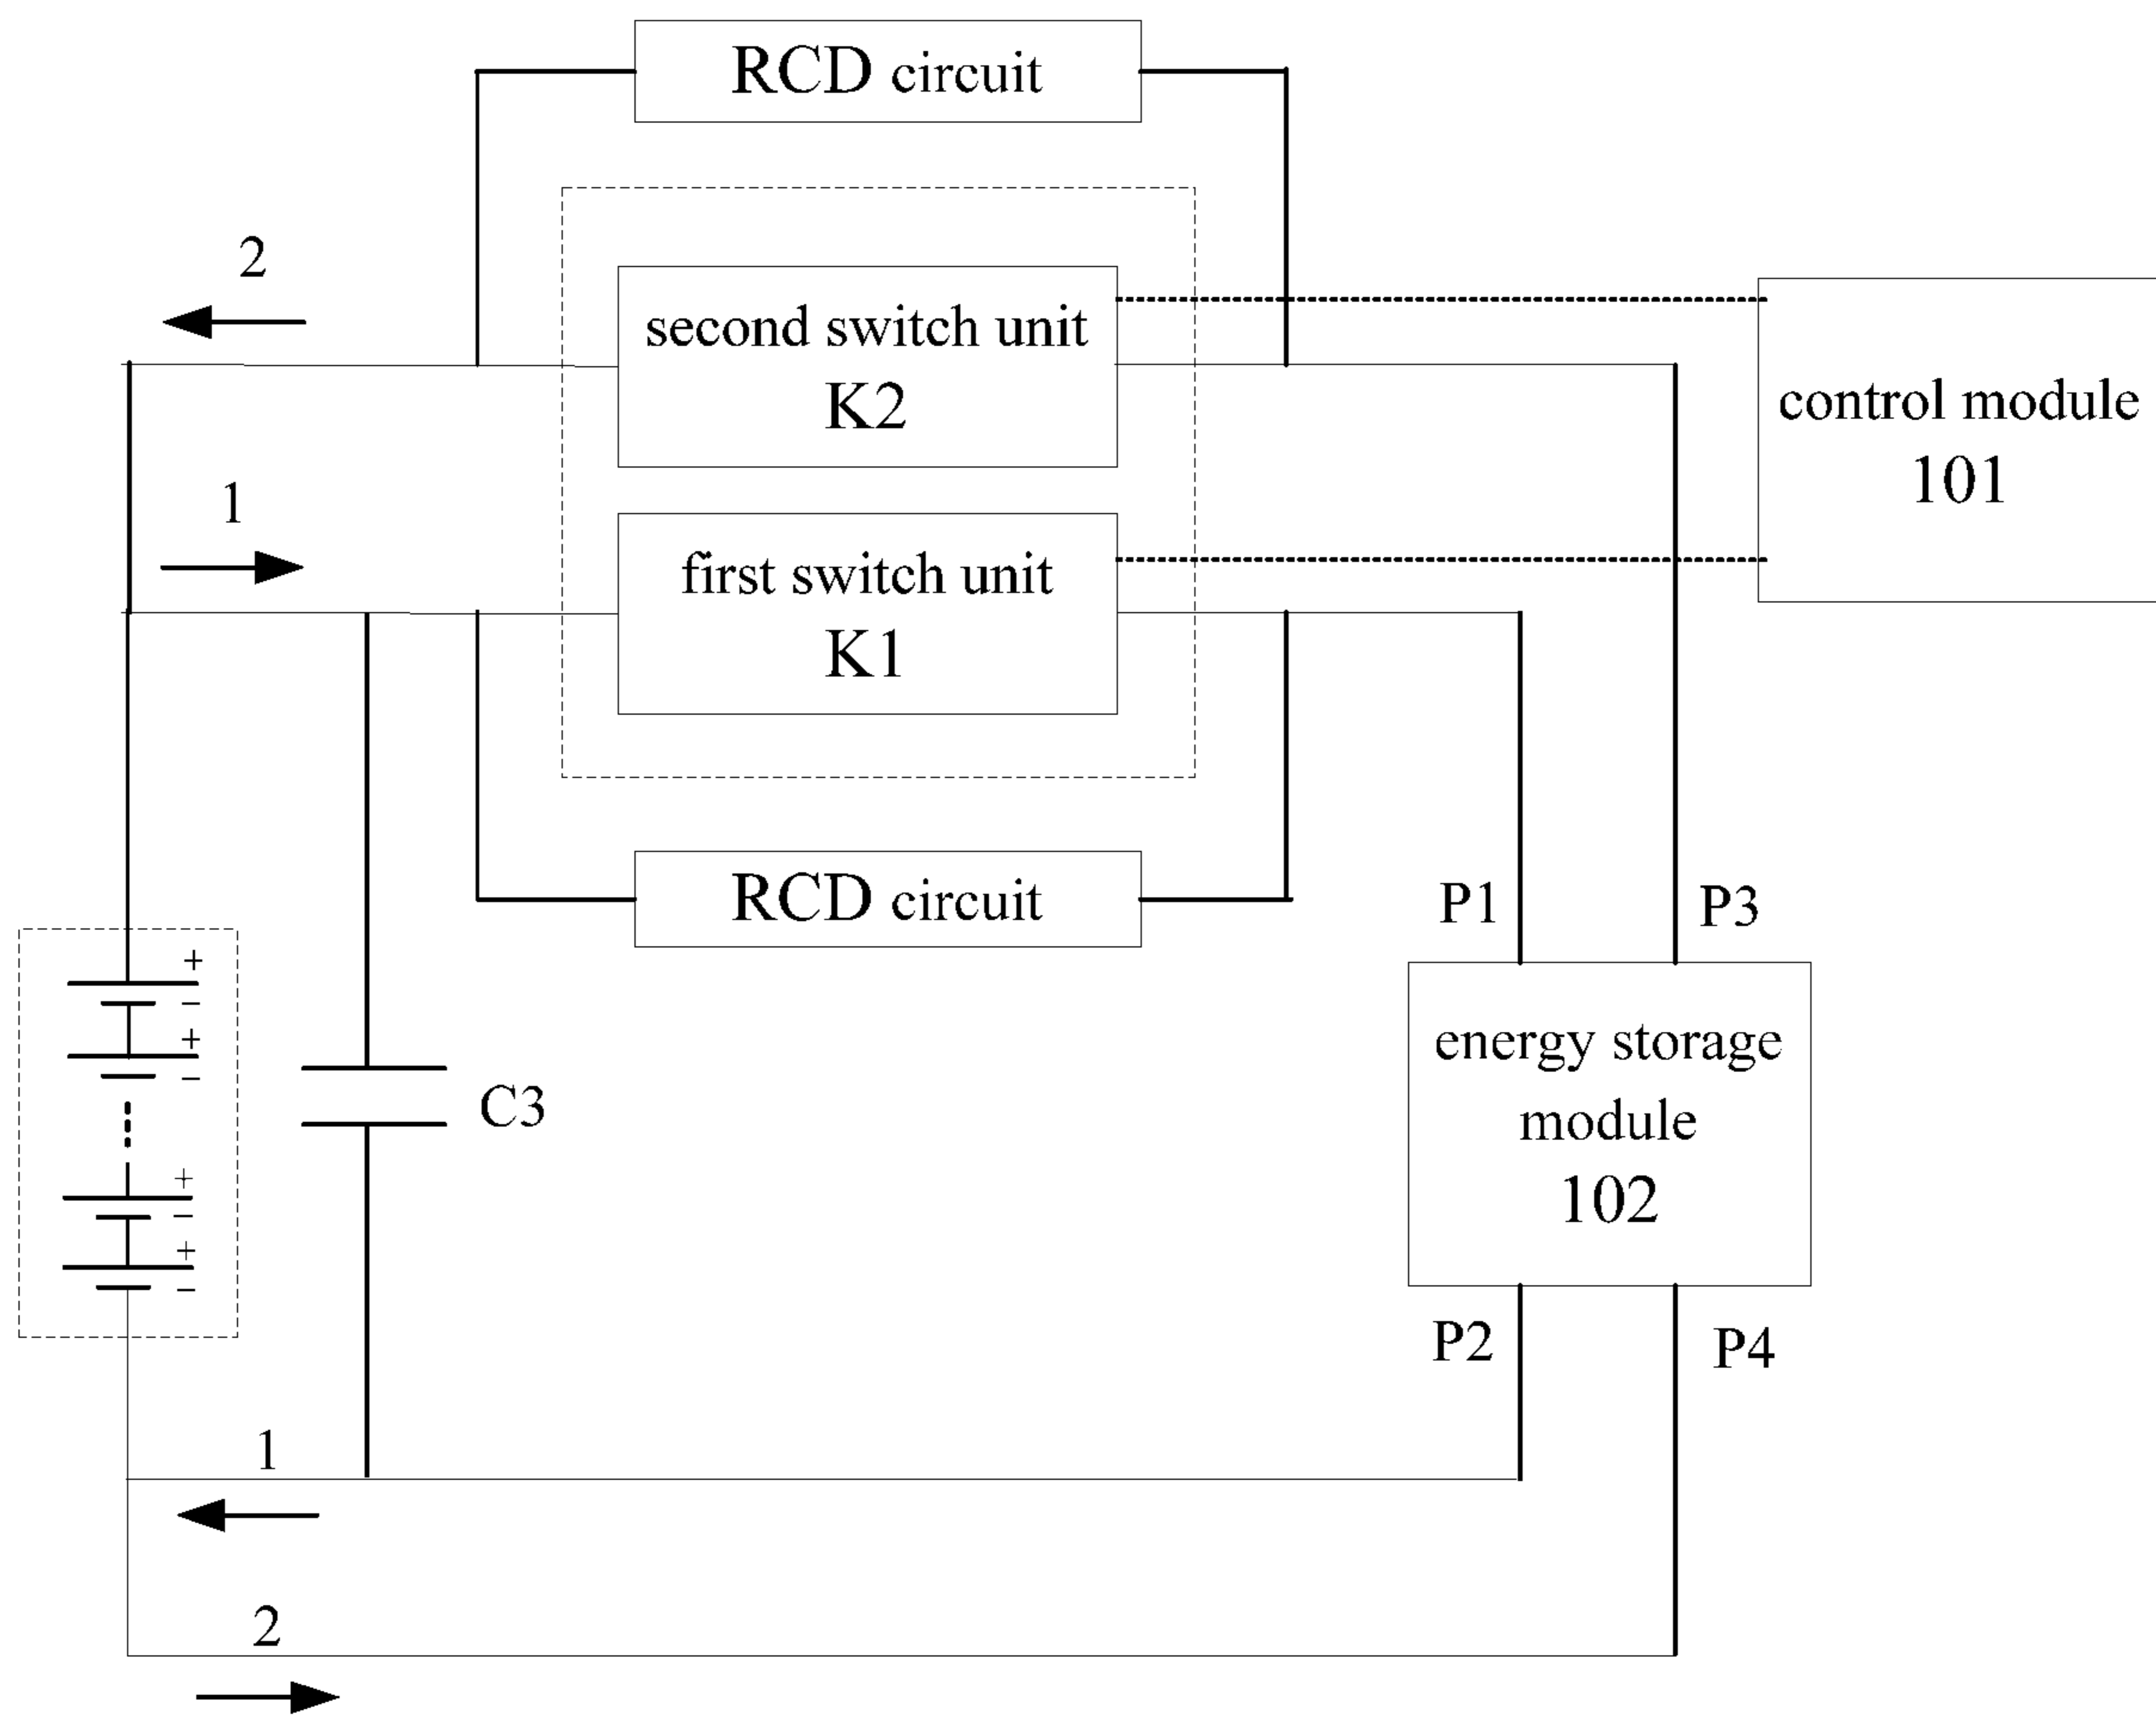 RCD circuit
2
second switch unit
K2
control module
101
1
first switch unit
K1
RCD circuit
P1
P3
+
−
+
−
energy storage
module
102
C3
+
−
+
−
P2
P4
1
2